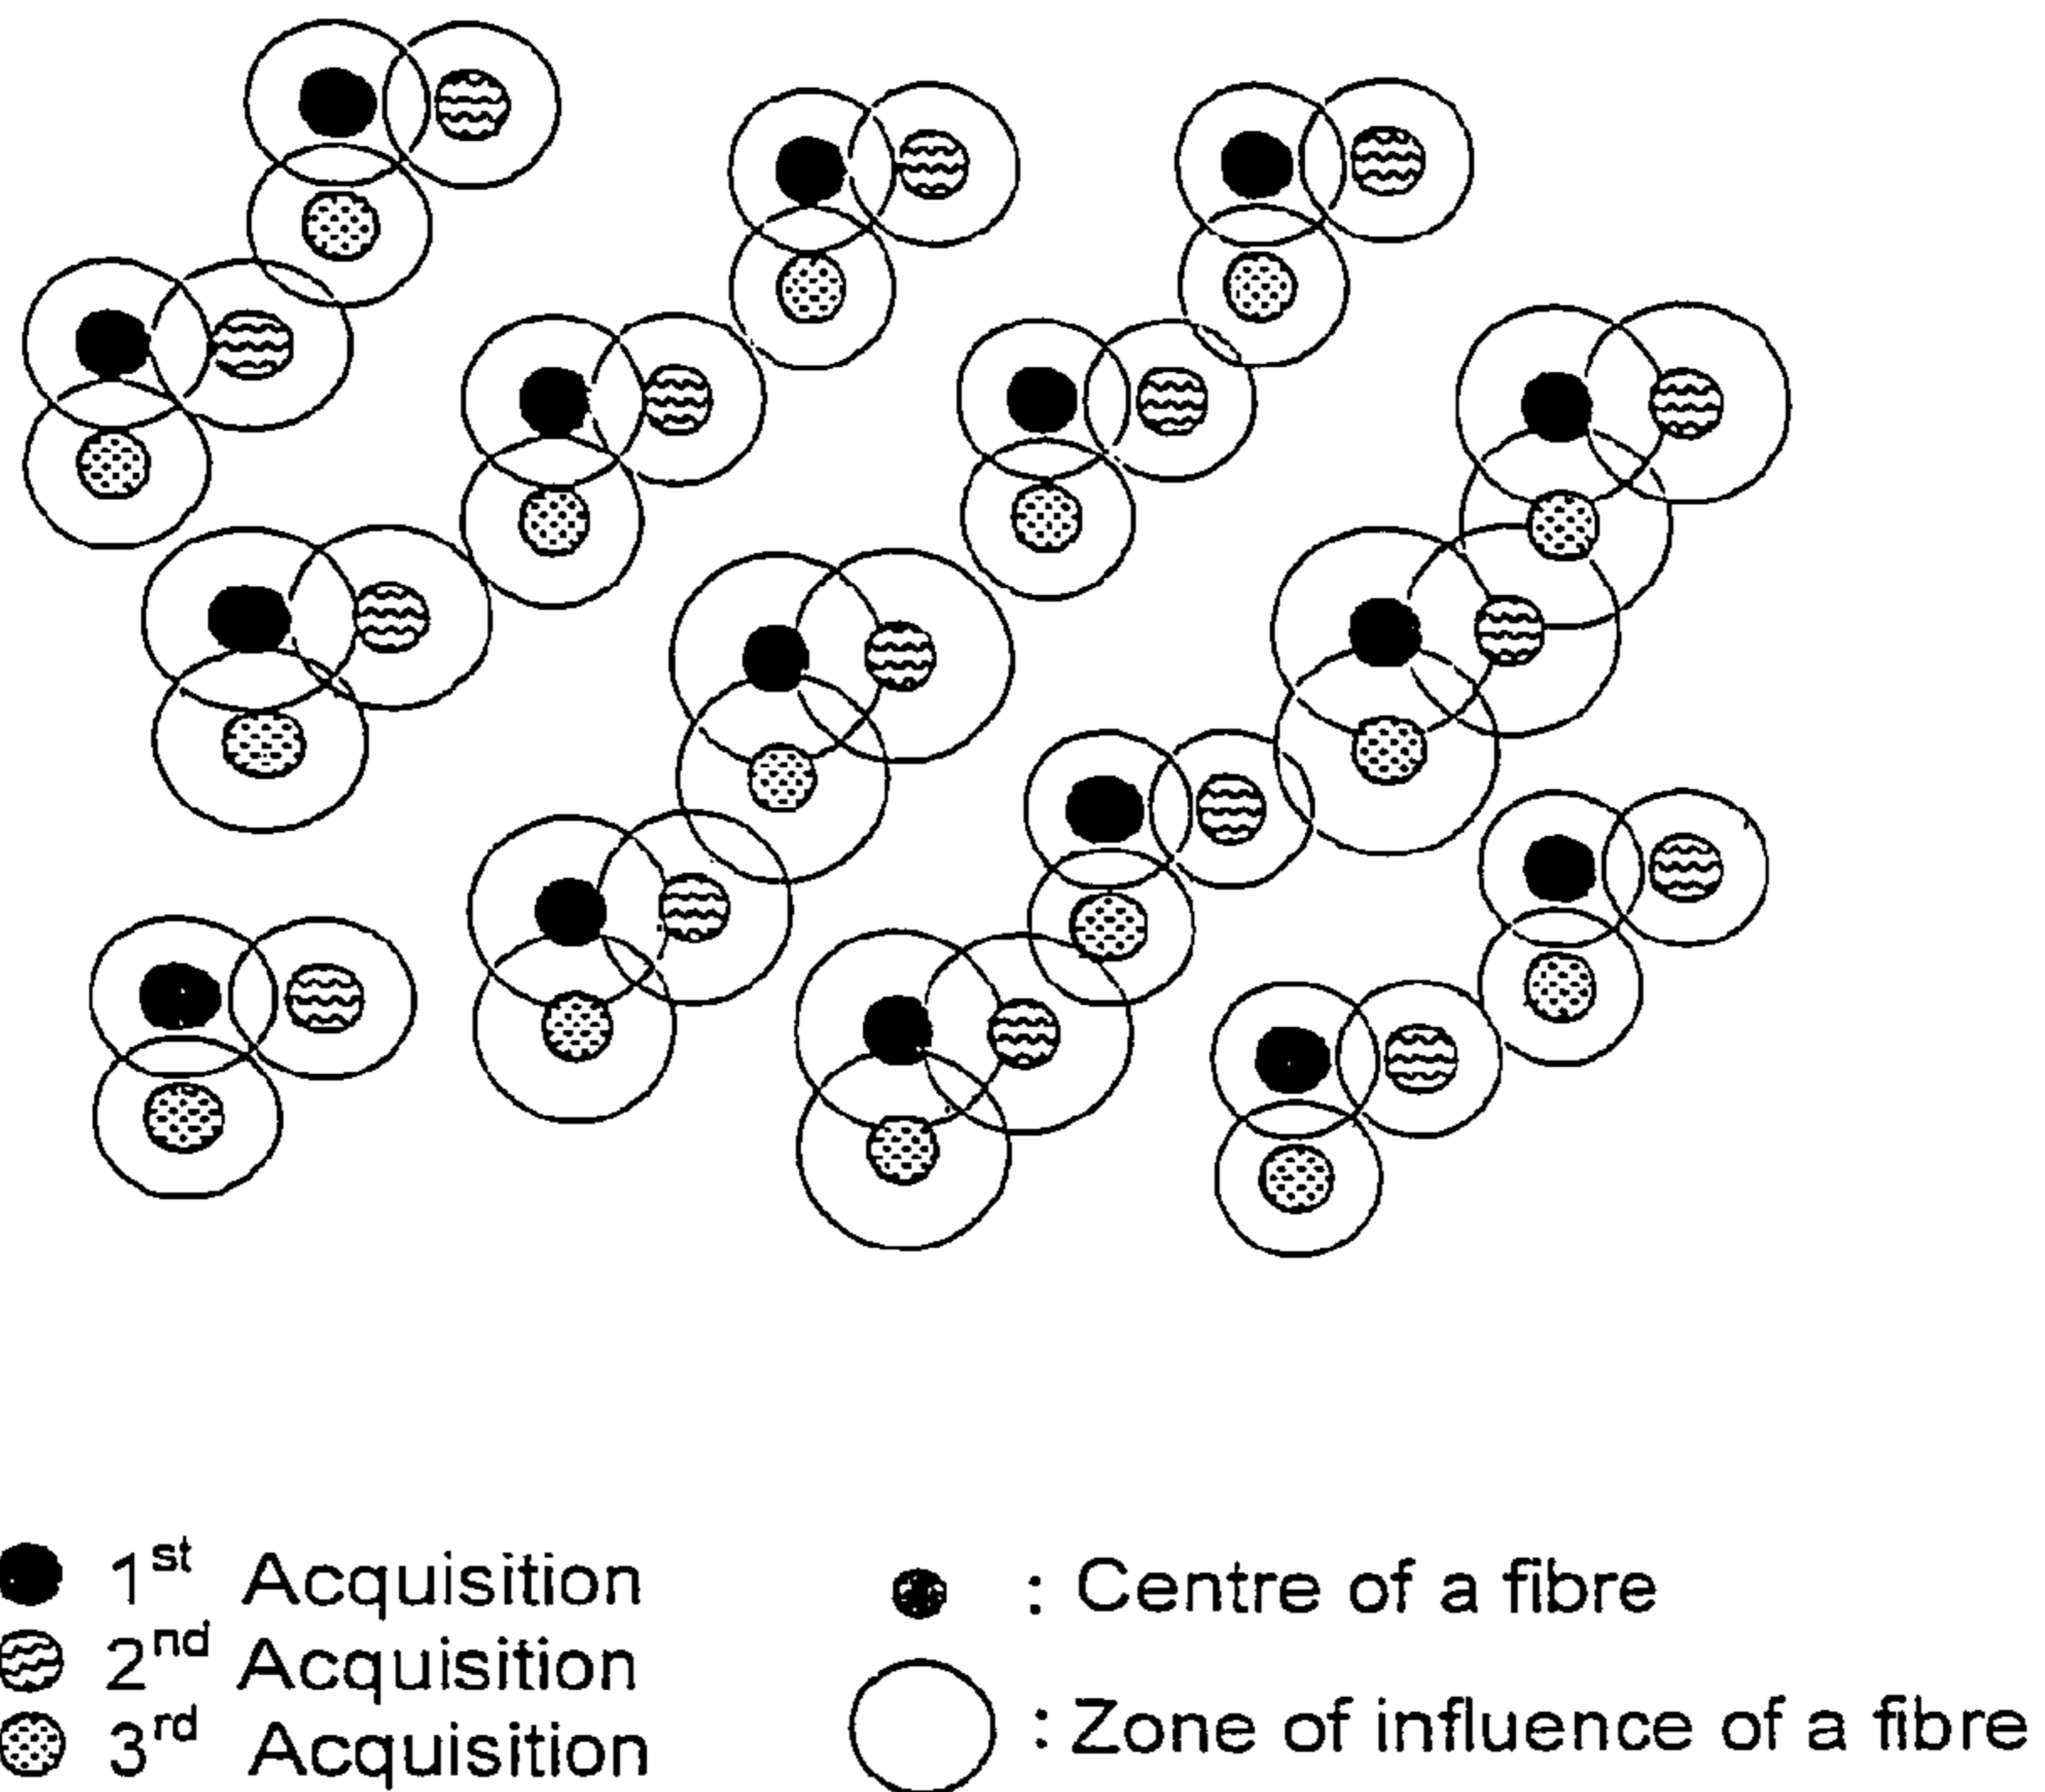 1st Acquisition
2nd Acquisition
3rd Acquisition
: Centre of a fibre
: Zone of influence of a fibre